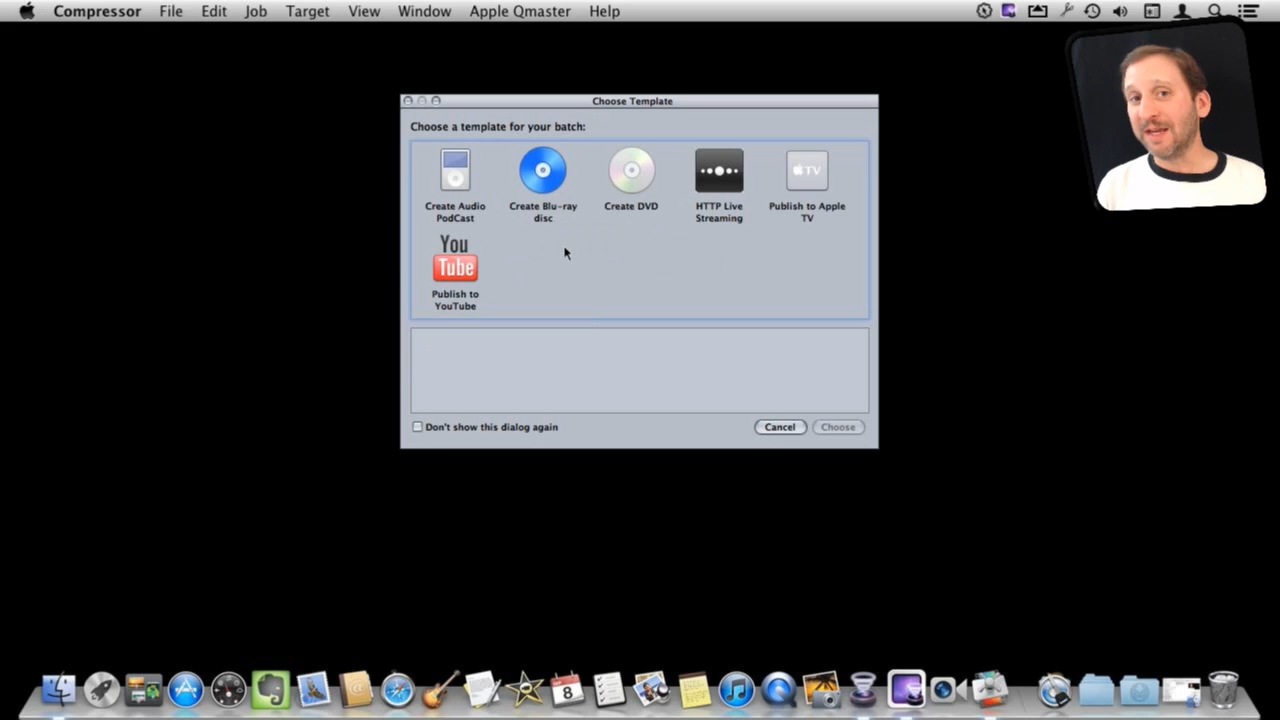 Compressor File Edit Job Target View Window Apple Qmaster Help
Choose Template
Choose a template for your batch:
Create Audio PodCast
Create Blu-ray disc
Create DVD
HTTP Live Streaming
tv
Publish to Apple TV
You
Tube
Publish to YouTube
Don't show this dialog again
Cancel
Choose
8